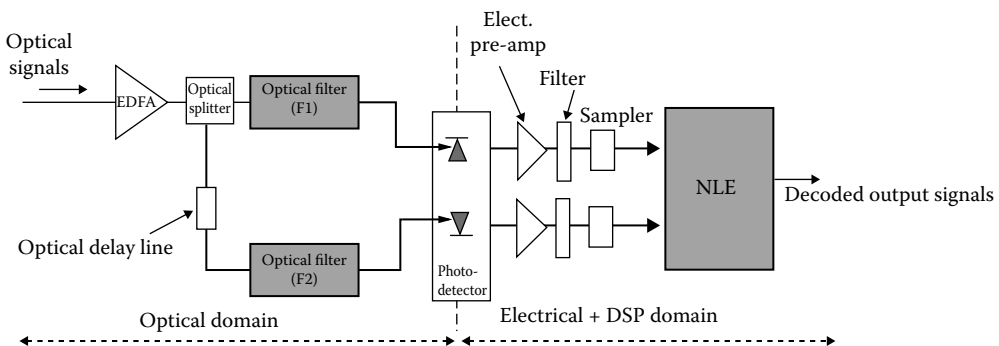 Optical
signals
EDFA
Optical
splitter
Optical filter
(F1)
Elect.
pre-amp
Filter
Sampler
NLE
Decoded output signals
Optical delay line
Optical filter
(F2)
Photo-
detector
Optical domain
Electrical + DSP domain